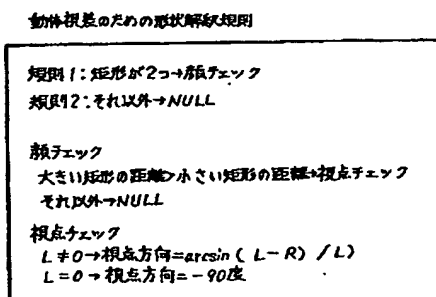 動体視差のための形状解釈規則
規則1:矩形が2つ→顔チェック
規則2:それ以外→NULL
顔チェック
大きい矩形の距離>小さい矩形の距離→視点チェック
それ以外→NULL
視点チェック
L≠0→視点方向=arcsin( L-R) /L)
L=0→視点方向=-90度